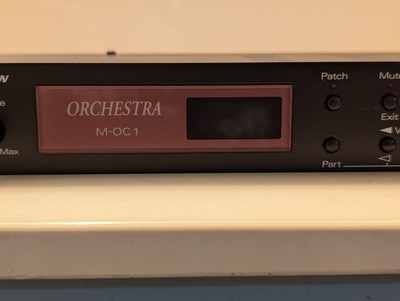 ORCHESTRA
M-OC1
Max
Patch
Mute
Exit
Part